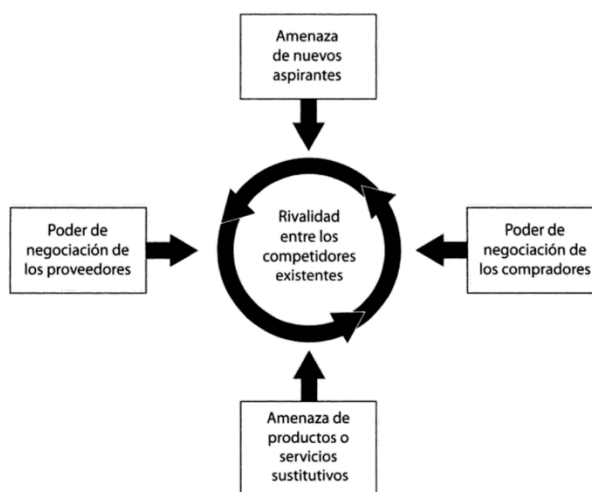 Amenaza
de nuevos
aspirantes
Poder de
negociación de
los proveedores
Rivalidad
entre los
competidores
existentes
Poder de
negociación de
los compradores
Amenaza de
productos o
servicios
sustitutivos